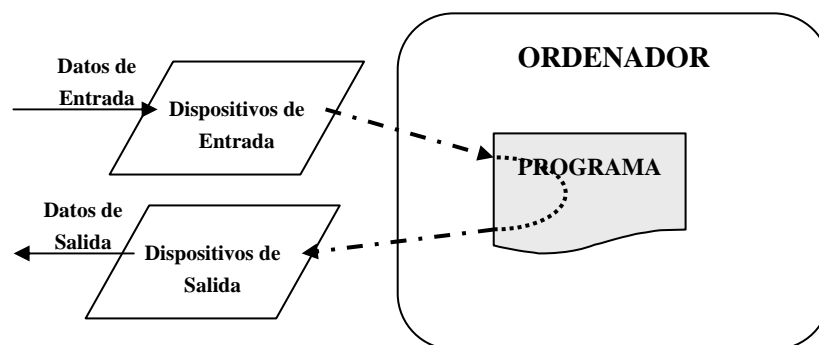 ORDENADOR
Datos de
Entrada
Dispositivos de
Entrada
PROGRAMA
Datos de
Salida
Dispositivos de
Salida